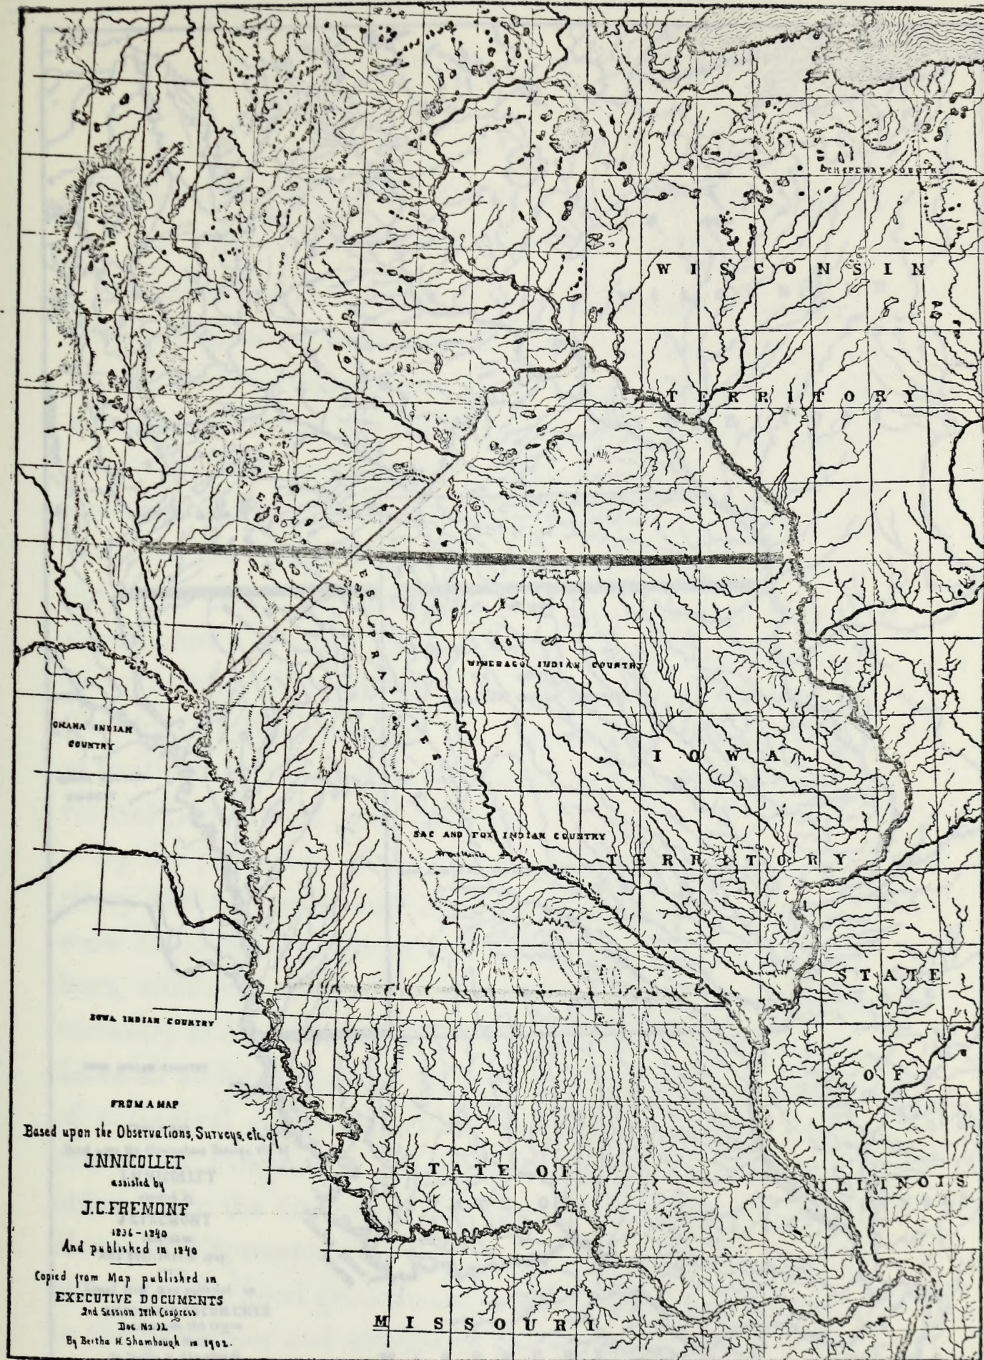 CHIPEWAY COUNTRY
WISCONSIN
TERRITORY
WINEBAGO INDIAN COUNTRY
OMAHA INDIAN
COUNTRY
IOWA
SAC AND FOX INDIAN COUNTRY
TERRITORY
STATE
IOWA INDIAN COUNTRY
OF
STATE OF
ILLINOIS
MISSOURI
FROM A MAP
Based upon the Observations, Surveys, etc, of
J.N NICOLLET
assisted by
J.C. FREMONT
1836-1840
And published in 1840
Copied from Map published in
EXECUTIVE DOCUMENTS
2nd Session 28th Congress
Doc No 52
By Bertha H. Shambough in 1902.